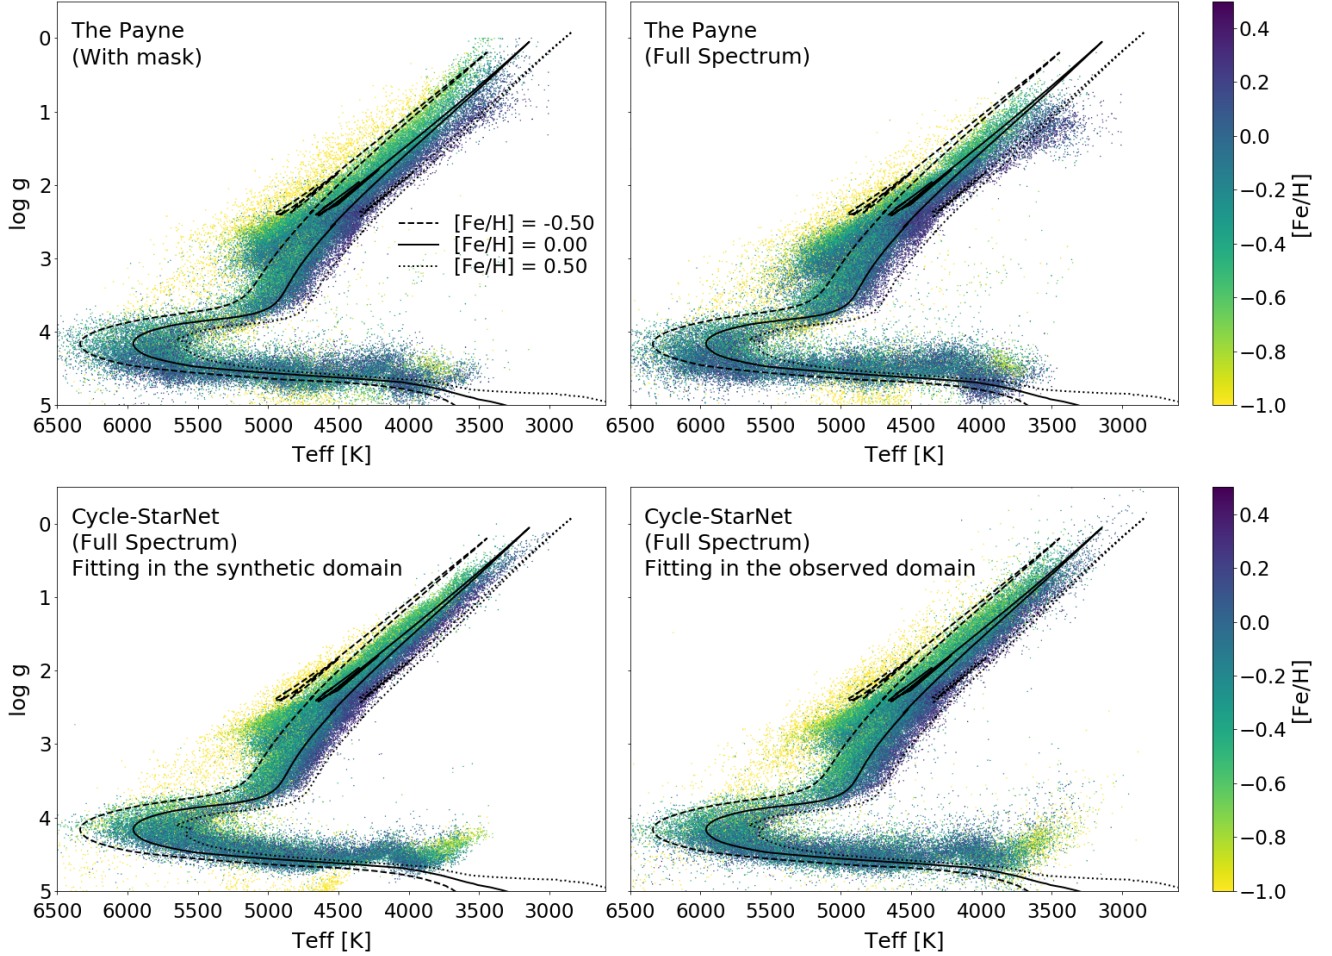 The Payne
(With mask)
The Payne
(Full Spectrum)
0
1
2
3
4
5
log g
[Fe/H] = -0.50
[Fe/H] = 0.00
[Fe/H] = 0.50
6500 6000 5500 5000 4500 4000 3500 3000
Teff [K]
6500 6000 5500 5000 4500 4000 3500 3000
Teff [K]
0.4
0.2
0.0
−0.2
−0.4
−0.6
−0.8
−1.0
[Fe/H]
Cycle-StarNet
(Full Spectrum)
Fitting in the synthetic domain
Cycle-StarNet
(Full Spectrum)
Fitting in the observed domain
0
1
2
3
4
5
log g
6500 6000 5500 5000 4500 4000 3500 3000
Teff [K]
6500 6000 5500 5000 4500 4000 3500 3000
Teff [K]
0.4
0.2
0.0
−0.2
−0.4
−0.6
−0.8
−1.0
[Fe/H]